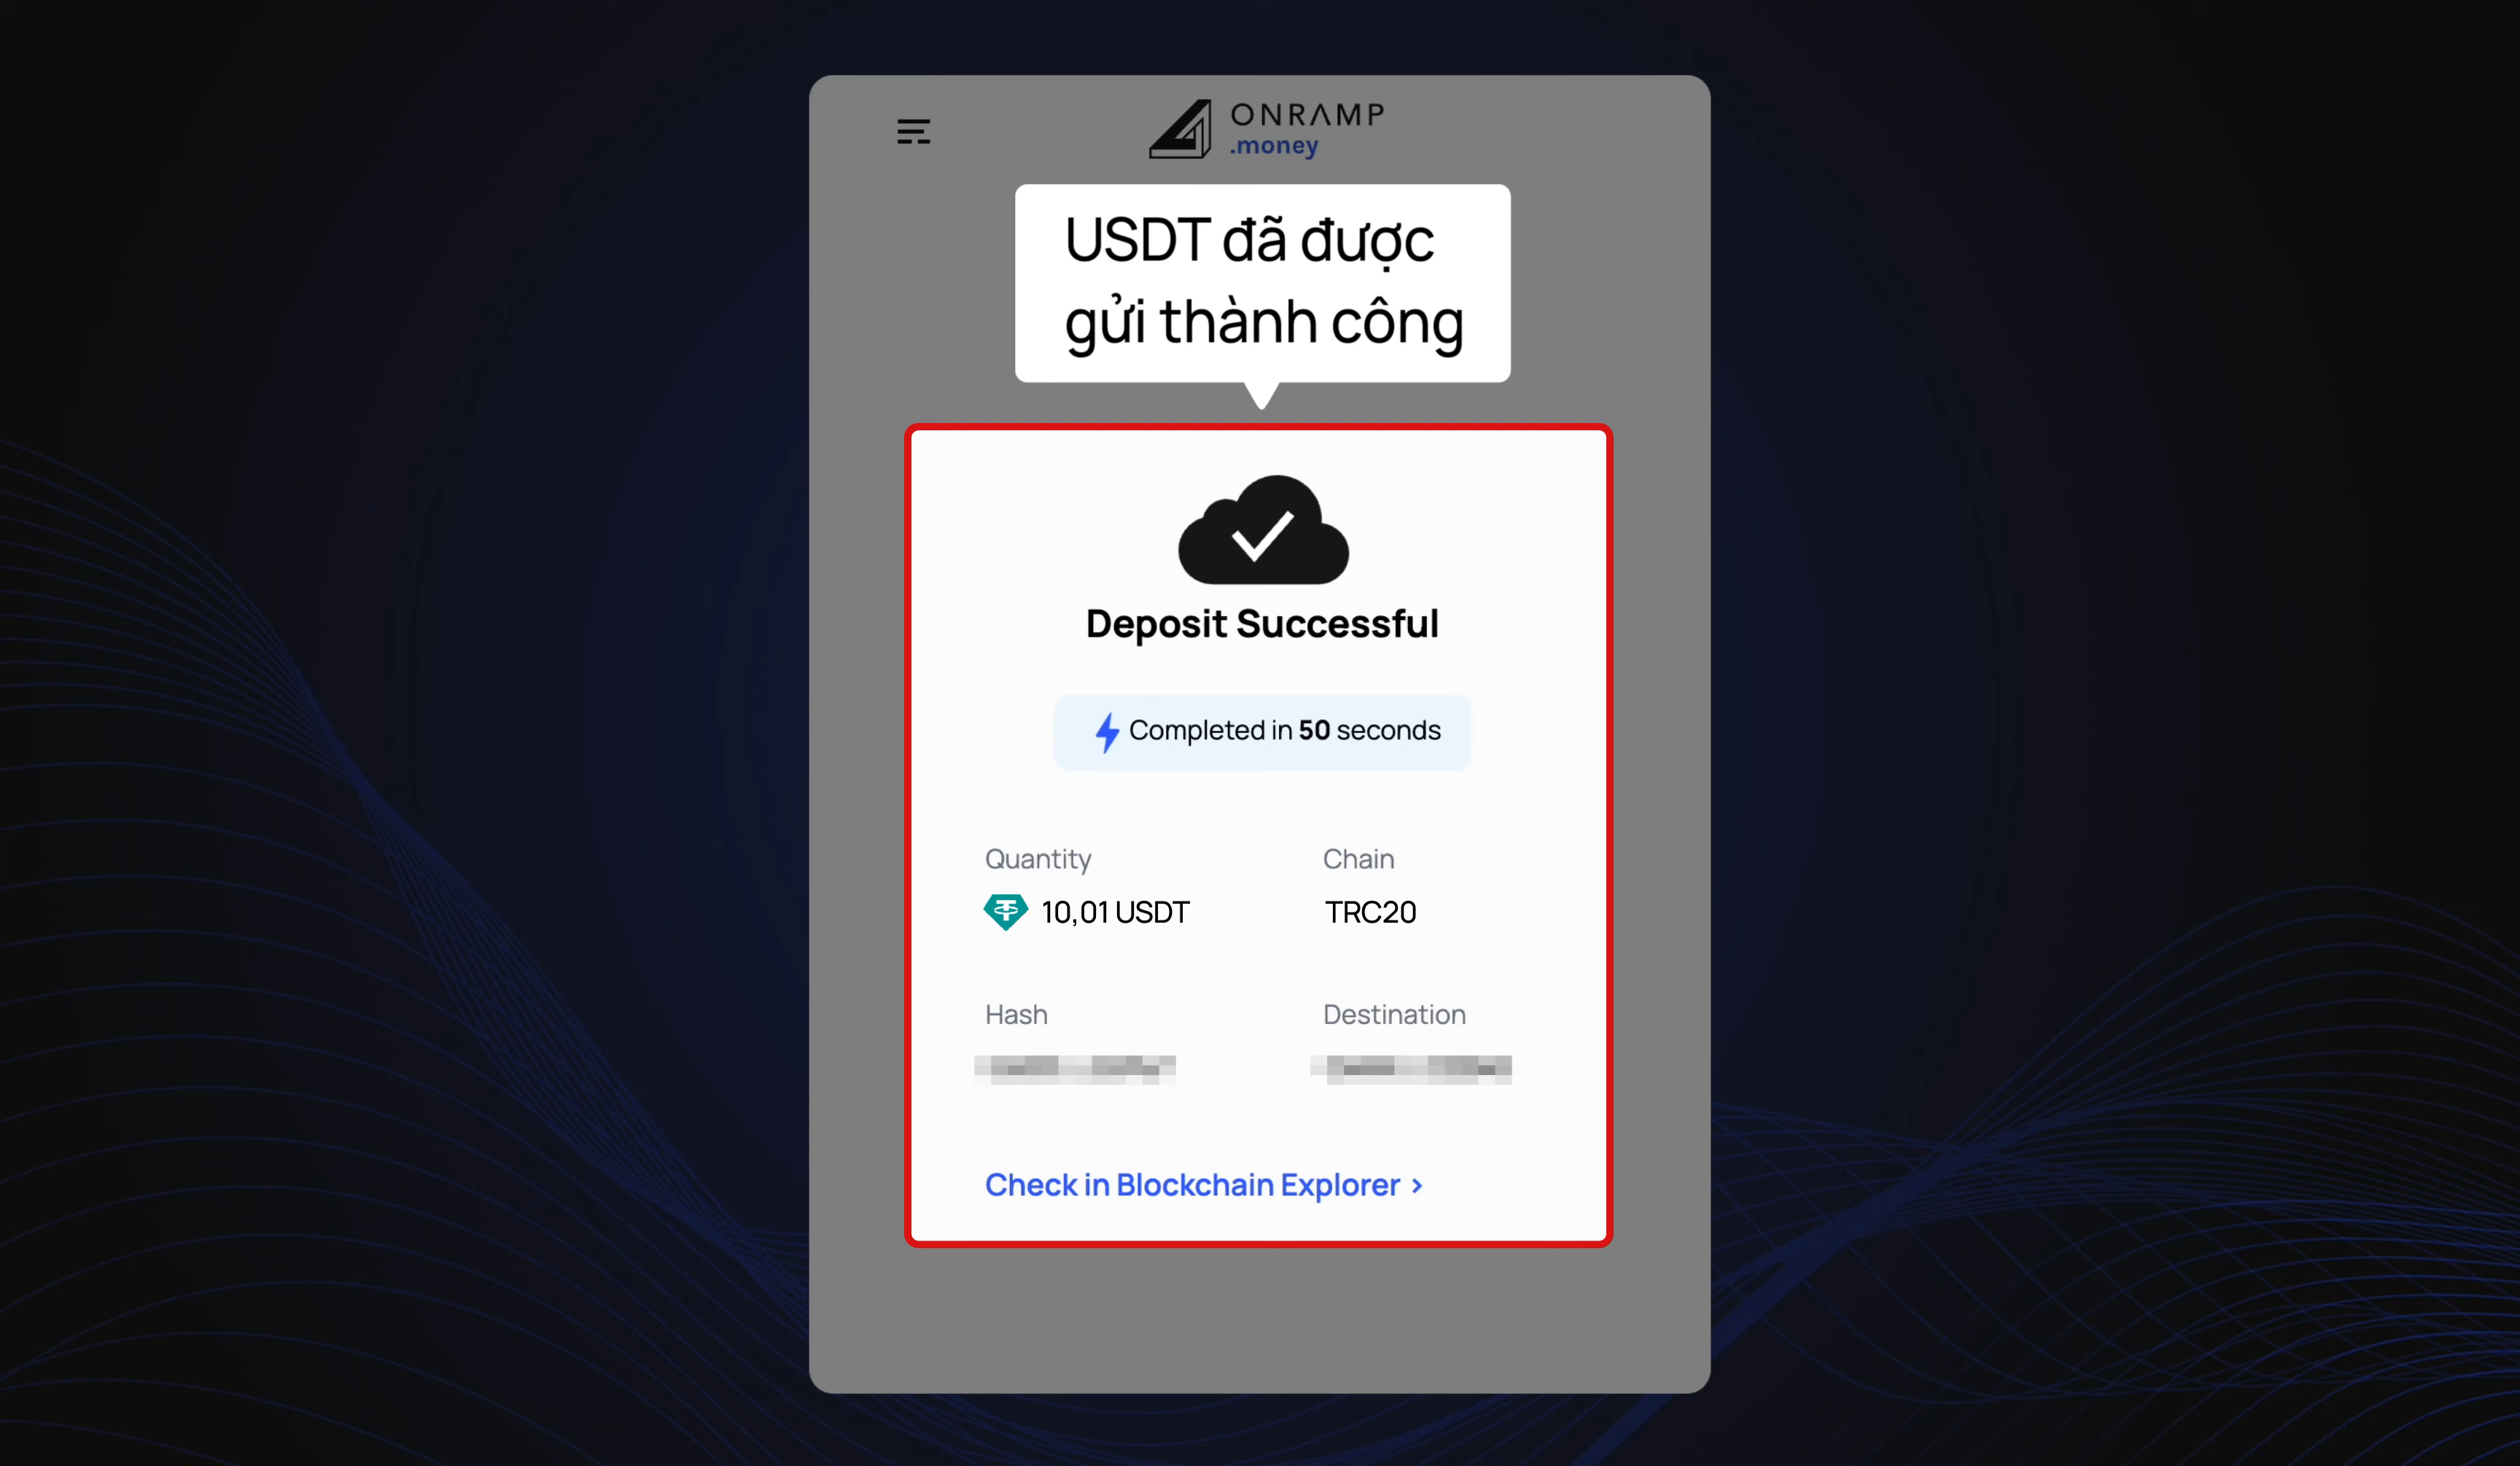 ONRAMP
.money
USDT đã được
gửi thành công
Deposit Successful
Completed in 50 seconds
Quantity
Chain
10,01 USDT
TRC20
Hash
Destination
Check in Blockchain Explorer >